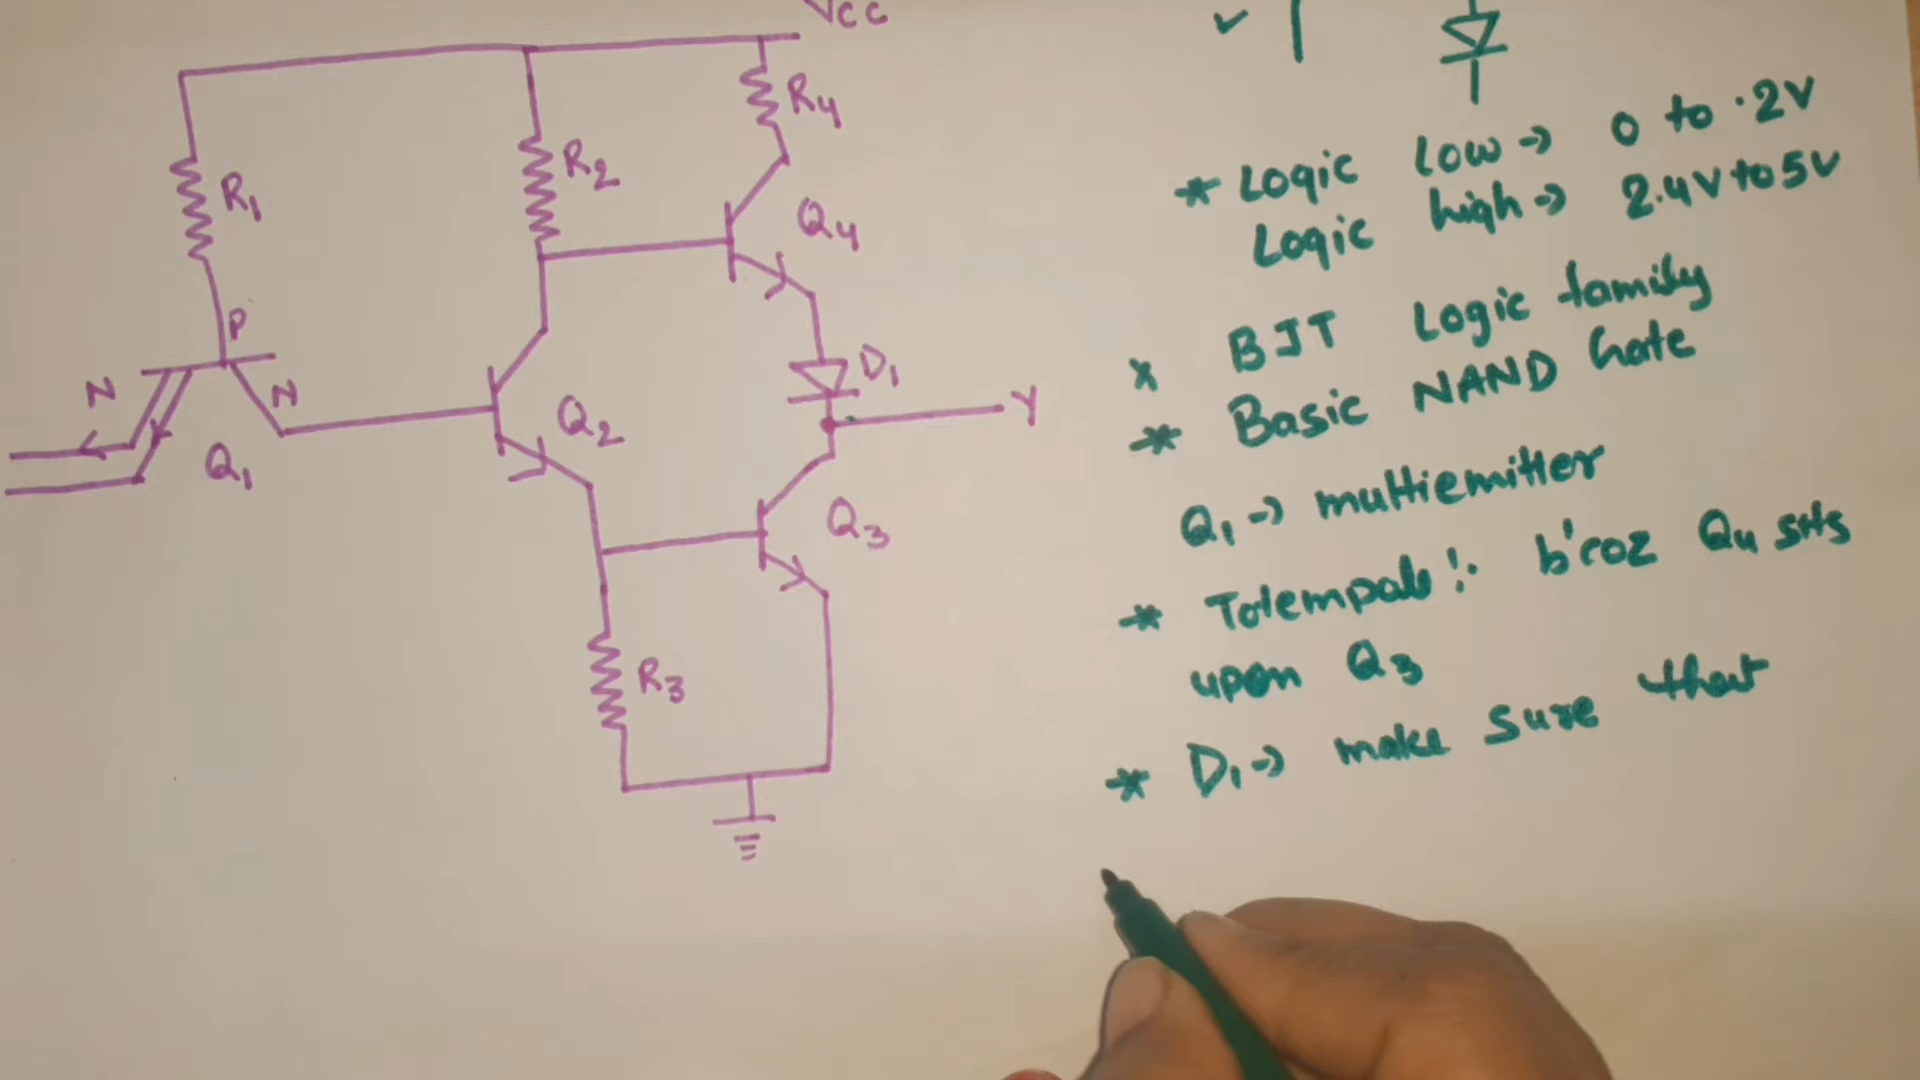 Vcc
R4
R2
R1
Q4
P
D1
N
N
Y
Q2
Q1
Q3
R3
* Logic Low → 0 to .2V
Logic high → 2.4V to 5V
* BJT Logic family
* Basic NAND Gate
Q1 → multiemitter
* Totempole:- b'coz Q4 sits
upon Q3
* D1 → make sure that